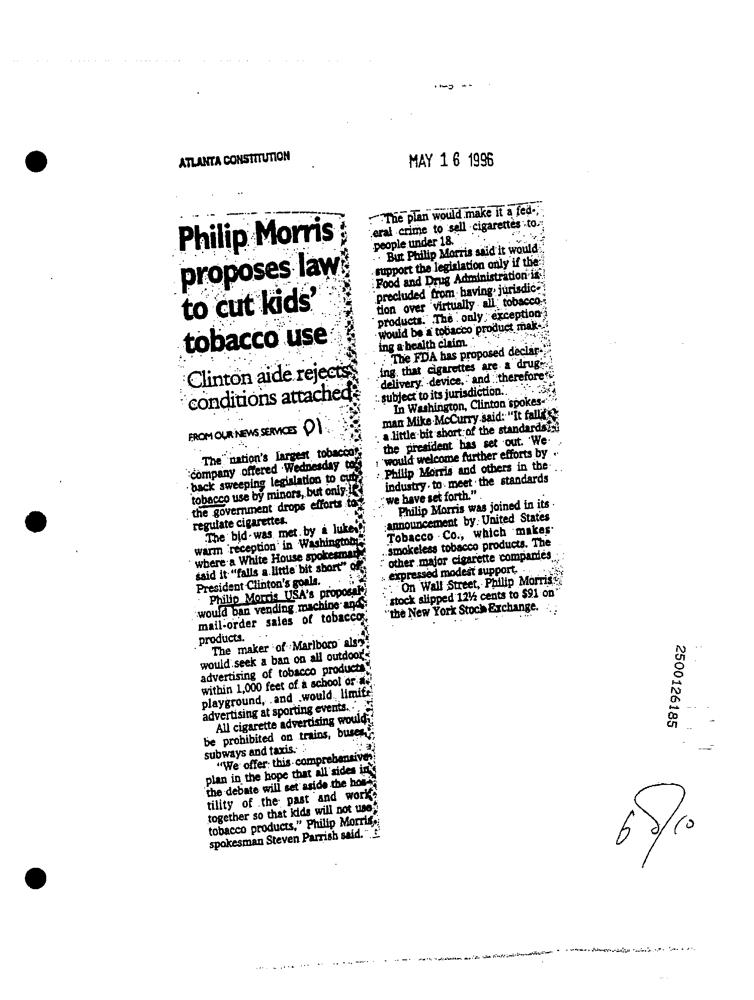 ATLANTA CONSTITUTION
MAY 16 1996
Philip Morris
proposes law
to cut kids'
tobacco use
Clinton aide rejects
conditions attached
FROM OUR NEWS SERVICES D1
The nation's largest tobacco
company offered Wednesday to
back sweeping legislation to cut
tobacco use by minors, but only if
the government drops efforts to
regulate cigarettes.
The bid was met by a luke-
warm reception in Washington,
where a White House spokesman
said it "falls a little bit short" of
President Clinton's goals.
Philip Morris USA's proposal
would ban vending machine and
mail-order sales of tobacco
products.
The maker of Marlboro also
would seek a ban on all outdoor
advertising of tobacco products
within 1,000 feet of a school or a
playground, and would limit
advertising at sporting events.
All cigarette advertising would
be prohibited on trains, buses,
subways and taxis.
"We offer this comprehensive
plan in the hope that all sides in
the debate will set aside the hos-
tility of the past and work
together so that kids will not use
tobacco products," Philip Morris
spokesman Steven Parrish said.
The plan would make it a fed-
eral crime to sell cigarettes to
people under 18.
But Philip Morris said it would
support the legislation only if the
Food and Drug Administration is
precluded from having jurisdic-
tion over virtually all tobacco
products. The only exception
would be a tobacco product mak-
ing a health claim.
The FDA has proposed declar-
ing that cigarettes are a drug-
delivery device, and therefore
subject to its jurisdiction.
In Washington, Clinton spokes-
man Mike McCurry said: "It falls
a little bit short of the standards
the president has set out. We
would welcome further efforts by
Philip Morris and others in the
industry to meet the standards
we have set forth."
Philip Morris was joined in its
announcement by United States
Tobacco Co., which makes
smokeless tobacco products. The
other major cigarette companies
expressed modest support.
On Wall Street, Philip Morris
stock slipped 12½ cents to $91 on
the New York Stock Exchange.
2500126185